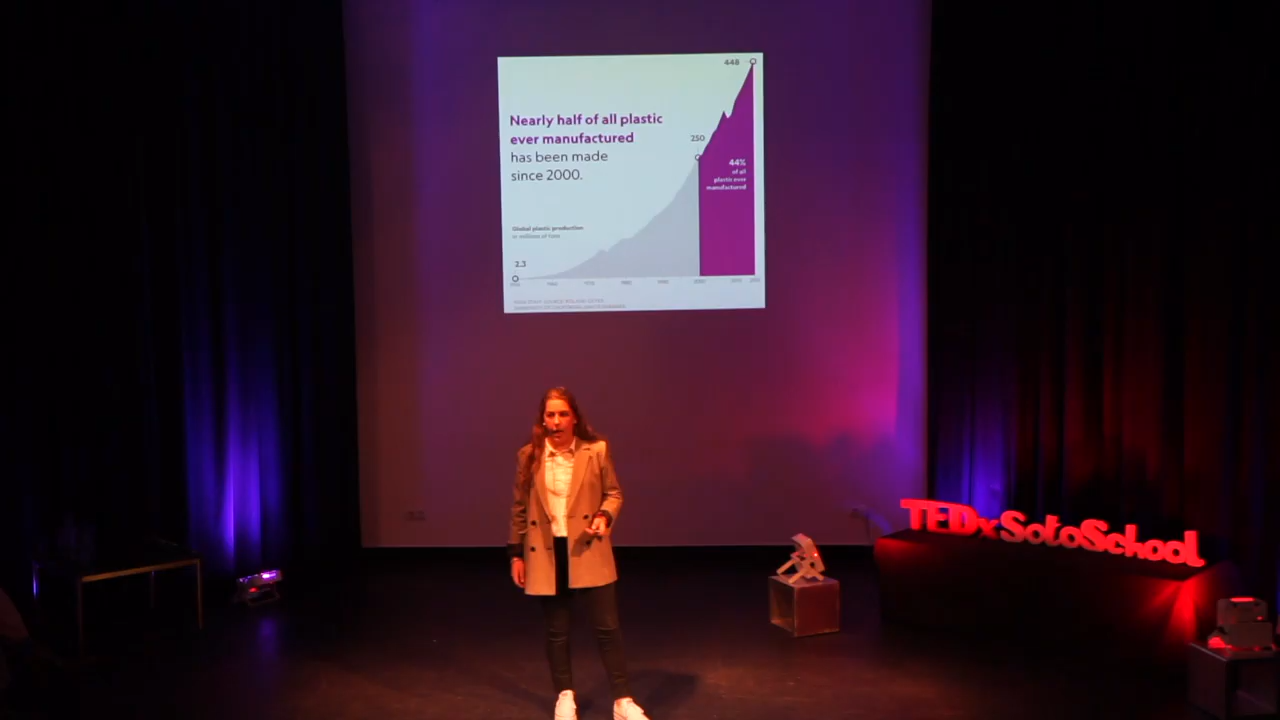 448
Nearly half of all plastic
ever manufactured
has been made
since 2000.
250
44%
of all
plastic ever
manufactured
Global plastic production
in millions of tons
2.3
TEDxSotoSchool